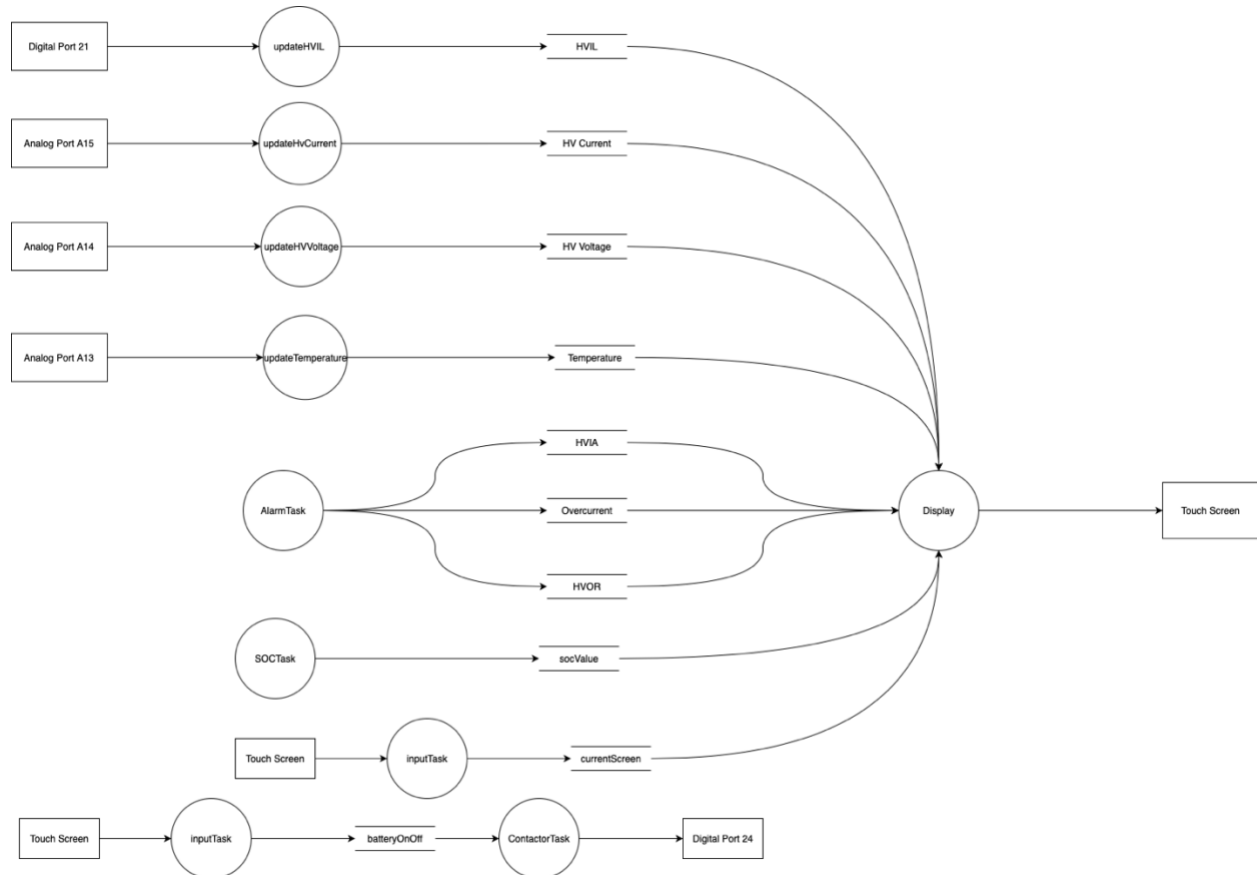 Digital Port 21
updateHVIL
HVIL
Analog Port A15
updateHvCurrent
HV Current
Analog Port A14
updateHVVoltage
HV Voltage
Analog Port A13
updateTemperature
Temperature
HVIA
AlarmTask
Overcurrent
Display
Touch Screen
HVOR
SOCTask
socValue
Touch Screen
inputTask
currentScreen
Touch Screen
inputTask
batteryOnOff
ContactorTask
Digital Port 24